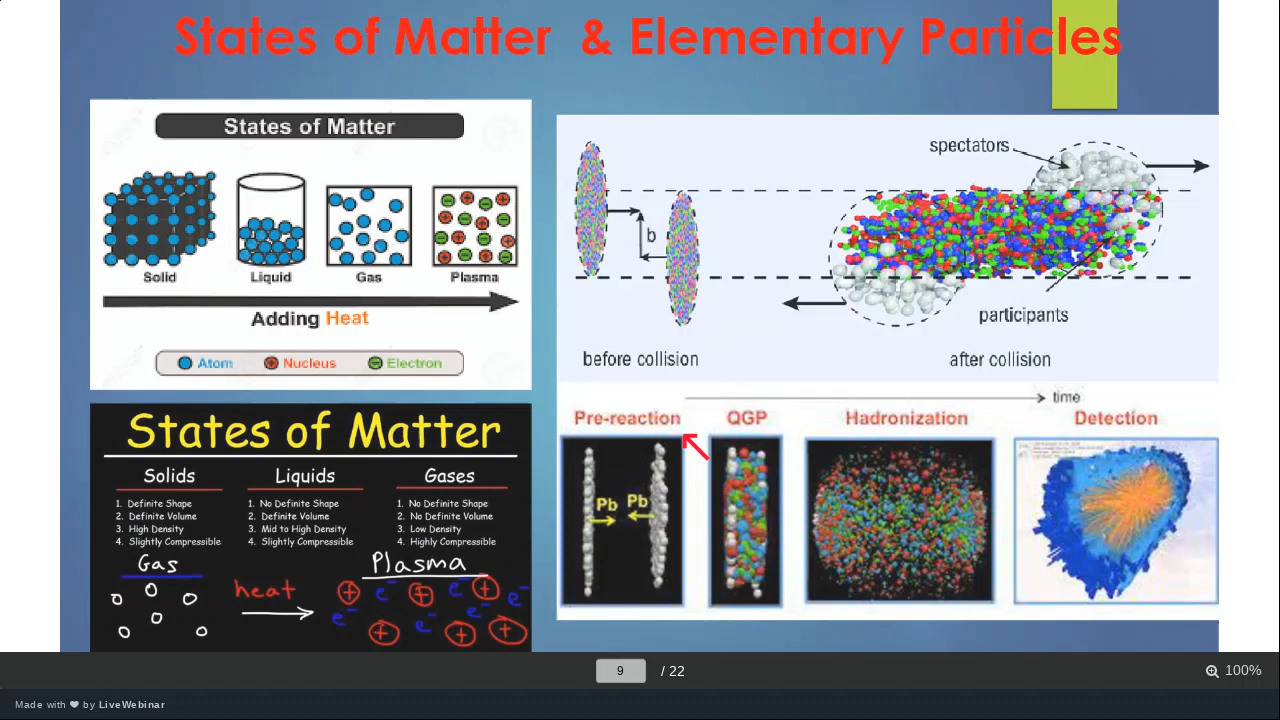 States of Matter & Elementary Particles
States of Matter
Solid
Liquid
Gas
Plasma
Adding Heat
Atom
Nucleus
Electron
States of Matter
Solids
1. Definite Shape
2. Definite Volume
3. High Density
4. Slightly Compressible
Liquids
1. No Definite Shape
2. Definite Volume
3. Mid to High Density
4. Slightly Compressible
Gases
1. No Definite Shape
2. No Definite Volume
3. Low Density
4. Highly Compressible
Gas
heat
Plasma
+ e⁻ + e⁻ + e⁻
e⁻ + e⁻ + e⁻ +
spectators
b
participants
before collision
after collision
time
Pre-reaction
QGP
Hadronization
Detection
Pb
Pb
9 / 22
100%
Made with ❤ by LiveWebinar